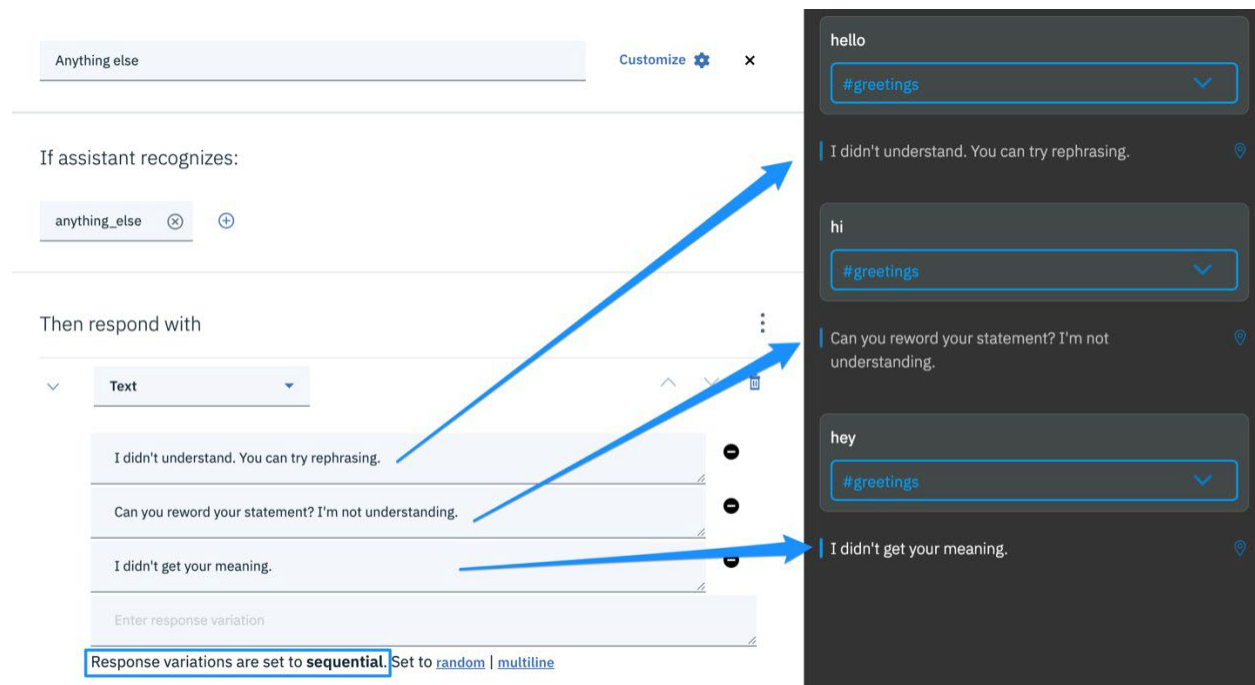 Anything else
Customize
If assistant recognizes:
anything_else
Then respond with
Text
I didn't understand. You can try rephrasing.
Can you reword your statement? I'm not understanding.
I didn't get your meaning.
Enter response variation
Response variations are set to sequential. Set to random | multiline
hello
#greetings
I didn't understand. You can try rephrasing.
hi
#greetings
Can you reword your statement? I'm not
understanding.
hey
#greetings
I didn't get your meaning.